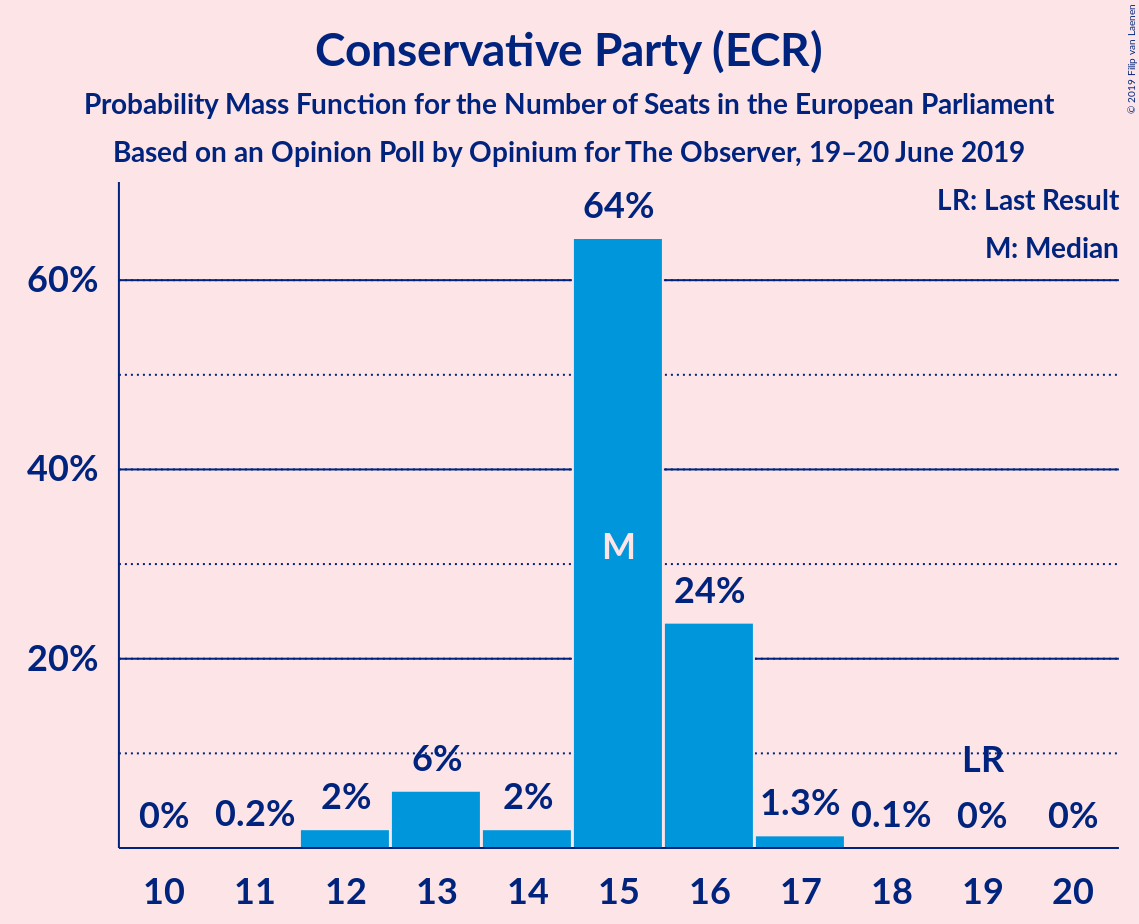 Conservative Party (ECR)
Probability Mass Function for the Number of Seats in the European Parliament
Based on an Opinion Poll by Opinium for The Observer, 19–20 June 2019
© 2019 Filip van Laenen
LR: Last Result
M: Median
60%
40%
20%
0%
0.2%
2%
6%
2%
64%
M
24%
1.3%
0.1%
LR
0%
0%
10 11 12 13 14 15 16 17 18 19 20